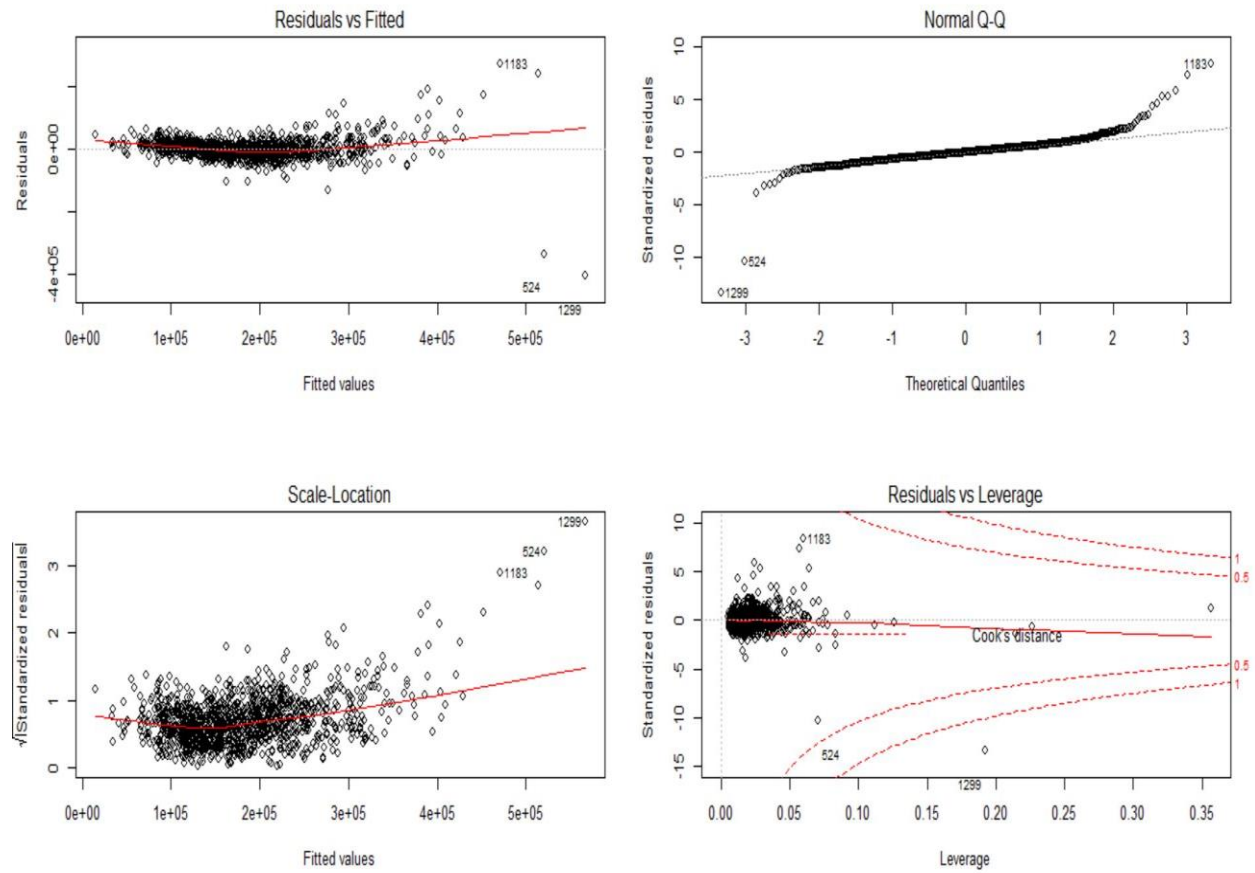 Residuals vs Fitted
Residuals
-4e+05
0e+00
1183
524
1299
0e+00 1e+05 2e+05 3e+05 4e+05 5e+05
Fitted values
Normal Q-Q
Standardized residuals
10
5
0
-5
-10
1183
524
1299
-3 -2 -1 0 1 2 3
Theoretical Quantiles
Scale-Location
√|Standardized residuals|
3
2
1
0
1299
524
1183
0e+00 1e+05 2e+05 3e+05 4e+05 5e+05
Fitted values
Residuals vs Leverage
Standardized residuals
10
5
0
-5
-10
-15
1183
1
0.5
Cook's distance
0.5
1
524
1299
0.00 0.05 0.10 0.15 0.20 0.25 0.30 0.35
Leverage